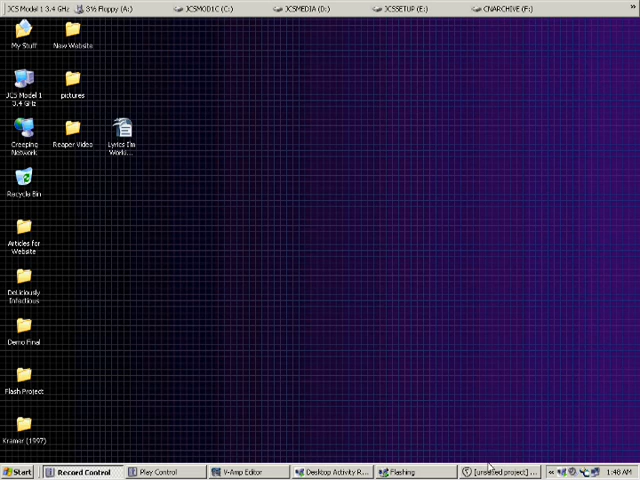 JCS Model 1 3.4 GHz
3½ Floppy (A:)
JCSMOD1C (C:)
JCSMEDIA (D:)
JCSSETUP (E:)
CNARCHIVE (F:)
»
My Stuff
New Website
JCS Model 1
3.4 GHz
pictures
Creeping
Network
Reaper Video
Lyrics I'm
Worki...
Recycle Bin
Articles for
Website
Deliciously
Infectious
Demo Final
Flash Project
Kramer (1997)
Start
Record Control
Play Control
V-Amp Editor
Desktop Activity R...
Flashing
[unsaved project] ...
«
1:48 AM